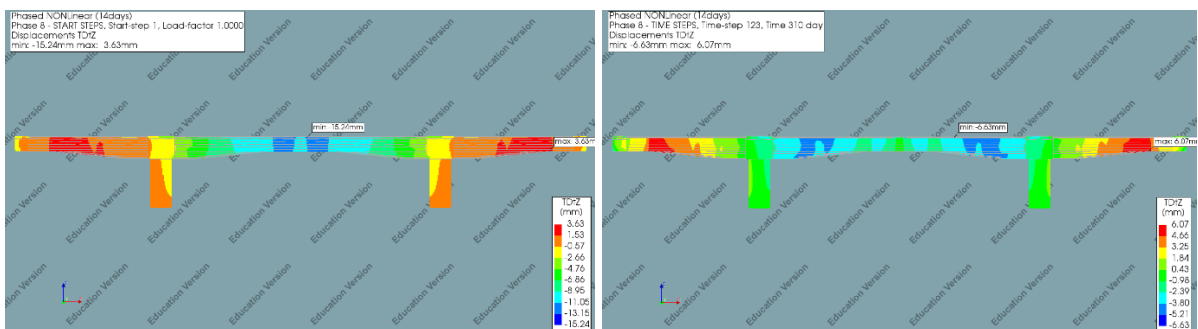 Phased NONLinear (14days)
Phase 8 - START STEPS, Start-step 1, Load-factor 1.0000
Displacements TDtZ
min: -15.24mm max: 3.63mm
min: 15.24mm
max: 3.63mm
TDtZ
(mm)
3.63
1.53
-0.57
-2.66
-4.76
-6.86
-8.95
-11.05
-13.15
-15.24
Education Version
Phased NONLinear (14days)
Phase 8 - TIME STEPS, Time-step 123, Time 310 day
Displacements TDtZ
min: -6.63mm max: 6.07mm
min: -6.63mm
max: 6.07mm
TDtZ
(mm)
6.07
4.66
3.25
1.84
0.43
-0.98
-2.39
-3.80
-5.21
-6.63
Education Version